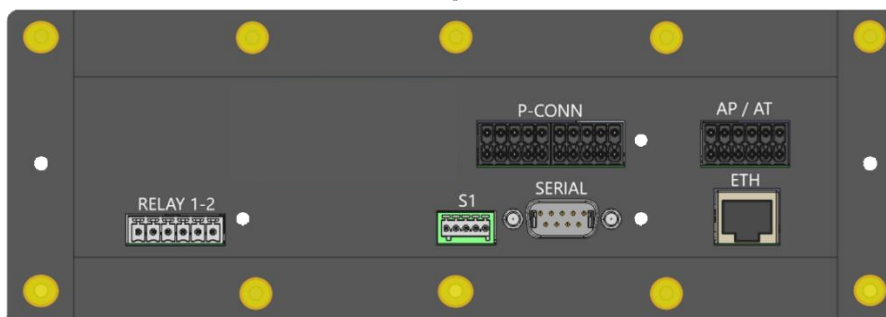 P-CONN
AP / AT
RELAY 1-2
S1
SERIAL
ETH